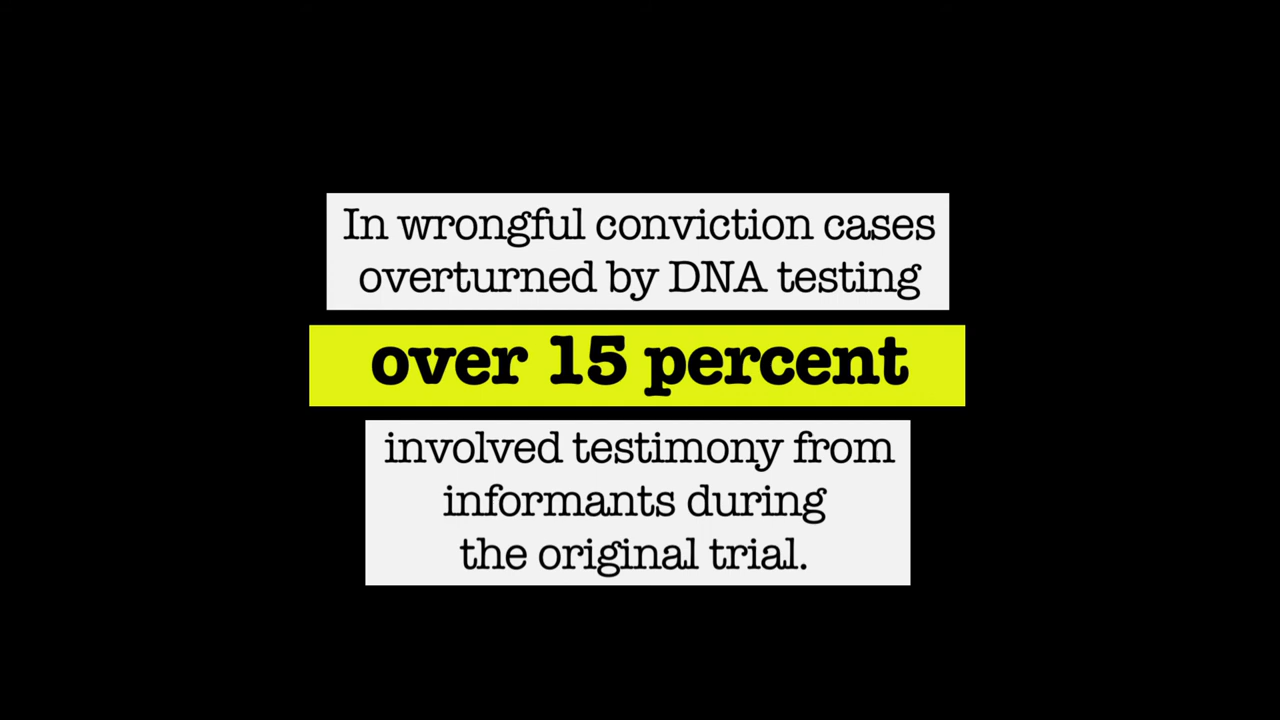 In wrongful conviction cases
overturned by DNA testing
over 15 percent
involved testimony from
informants during
the original trial.